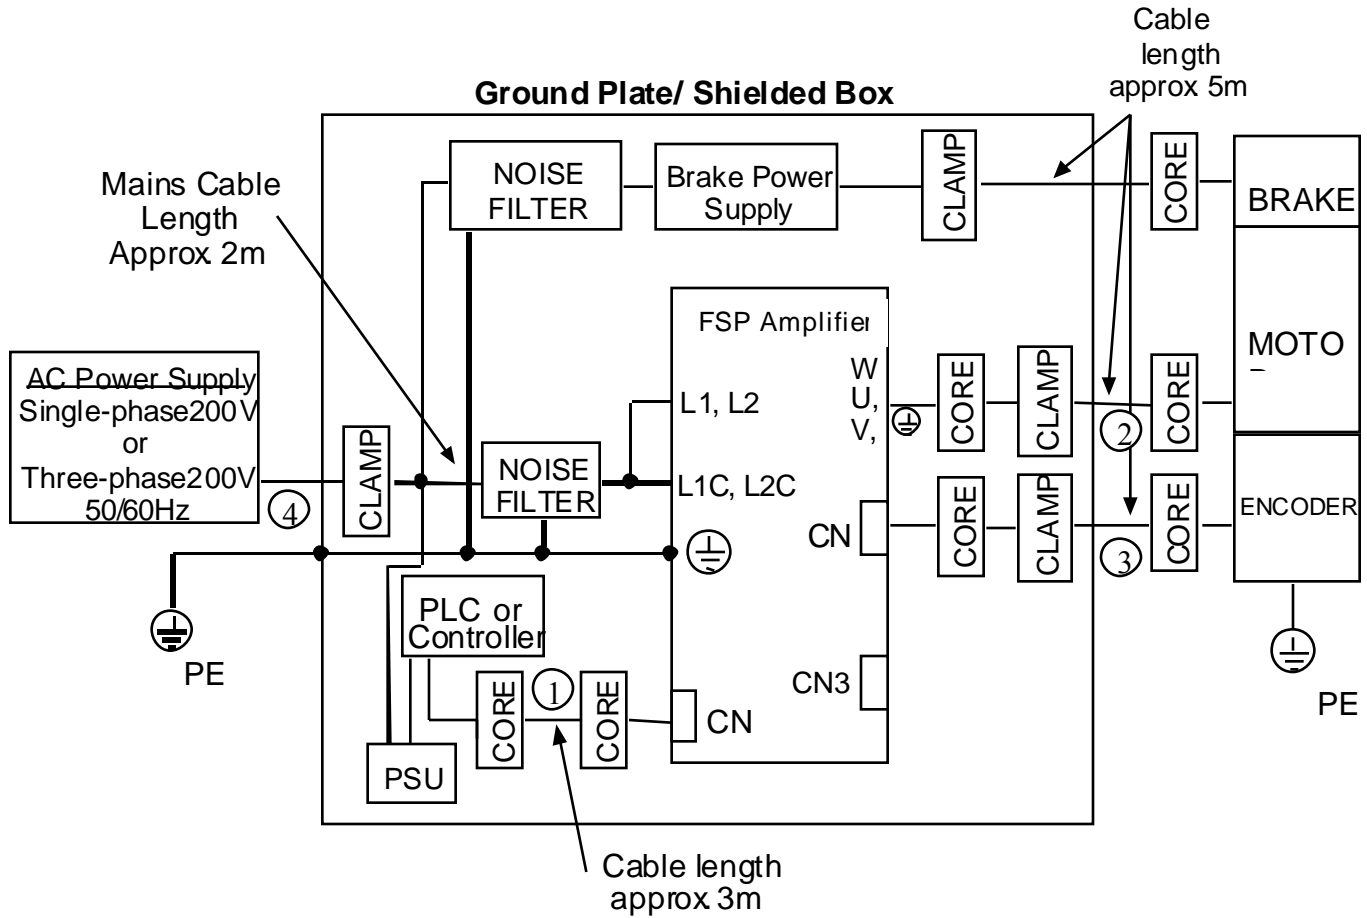 Cable
length
approx. 5m
Ground Plate/ Shielded Box
Mains Cable
Length
Approx. 2m
NOISE
FILTER
Brake Power
Supply
CLAMP
CORE
BRAKE
FSP Amplifier
AC Power Supply
Single-phase200V
or
Three-phase200V
50/60Hz
4
CLAMP
NOISE
FILTER
L1, L2
L1C, L2C
W
U,
V,
CORE
CLAMP
2
CORE
MOTO
CN
CORE
CLAMP
3
CORE
ENCODER
PE
PLC or
Controller
CORE
1
CORE
CN
CN3
PSU
PE
Cable length
approx. 3m